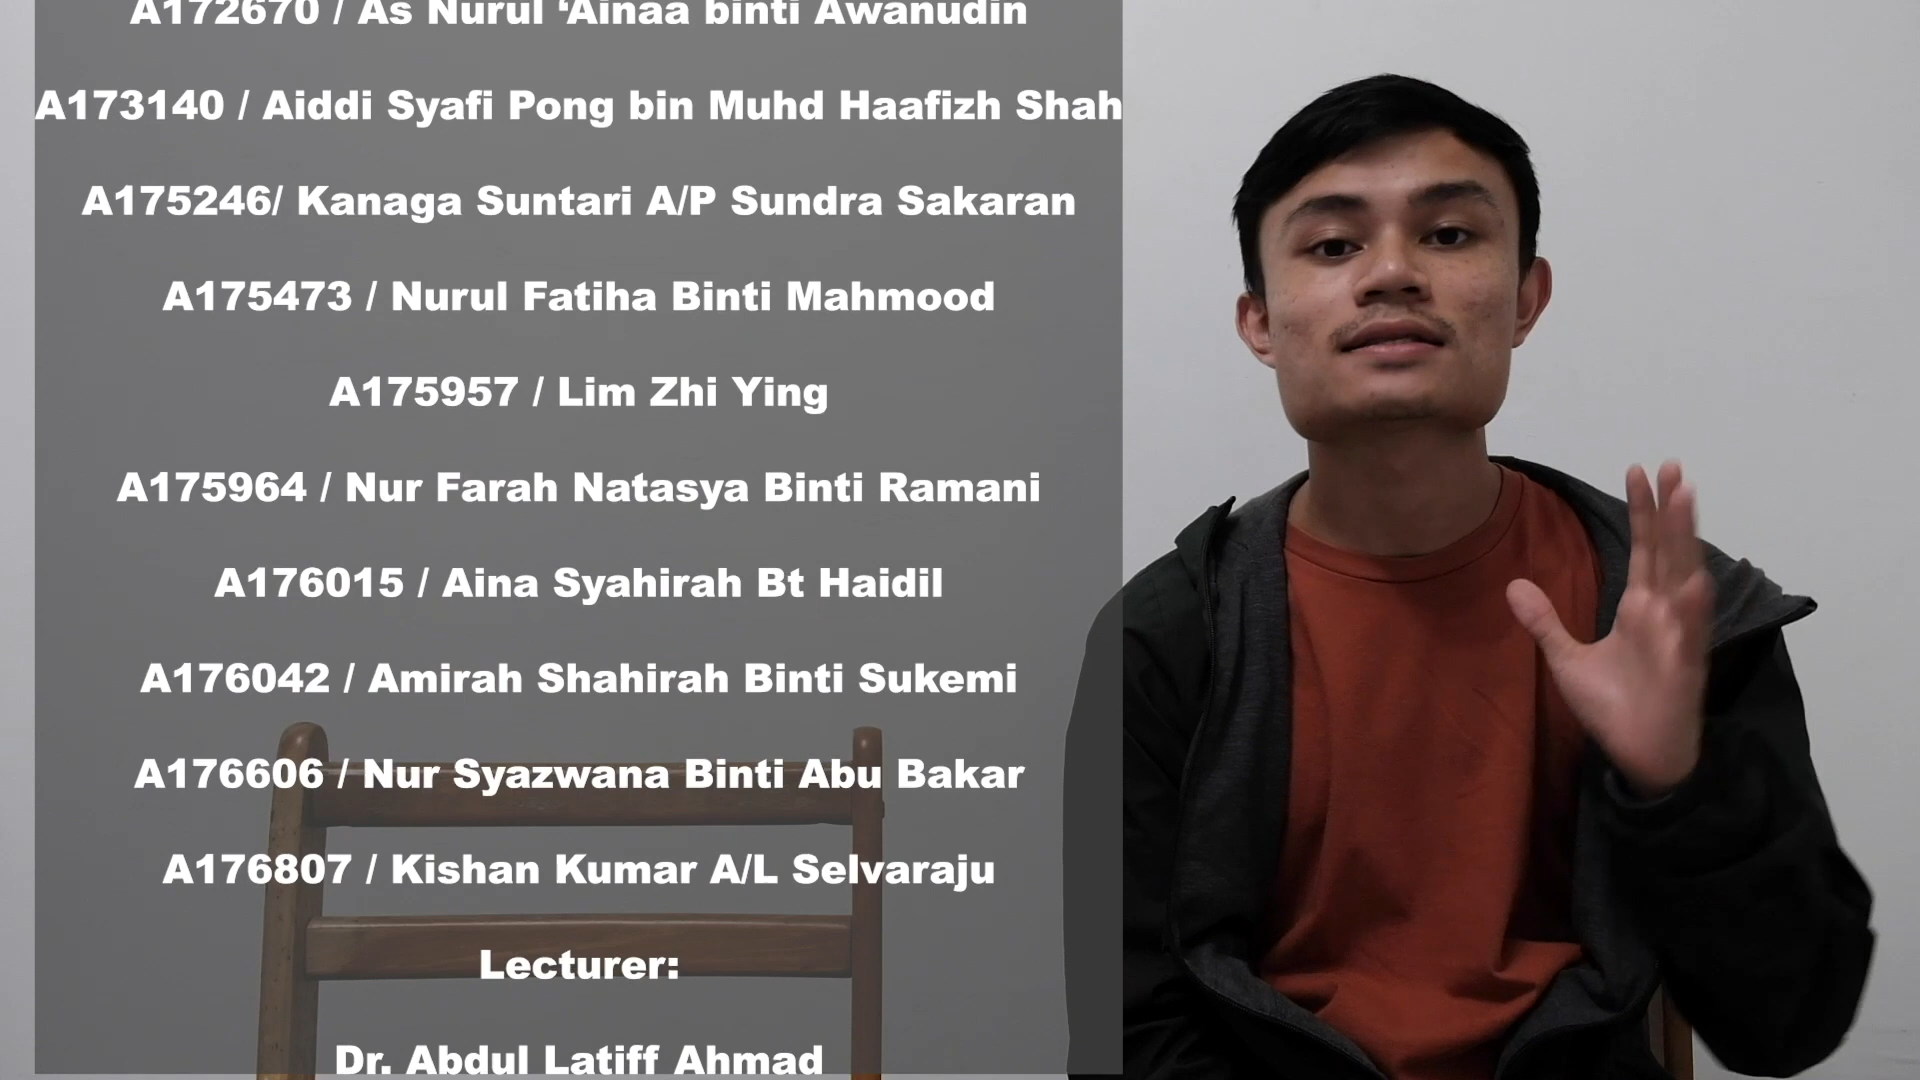 A172670 / As Nurul ‘Ainaa binti Awanudin
A173140 / Aiddi Syafi Pong bin Muhd Haafizh Shah
A175246/ Kanaga Suntari A/P Sundra Sakaran
A175473 / Nurul Fatiha Binti Mahmood
A175957 / Lim Zhi Ying
A175964 / Nur Farah Natasya Binti Ramani
A176015 / Aina Syahirah Bt Haidil
A176042 / Amirah Shahirah Binti Sukemi
A176606 / Nur Syazwana Binti Abu Bakar
A176807 / Kishan Kumar A/L Selvaraju
Lecturer:
Dr. Abdul Latiff Ahmad